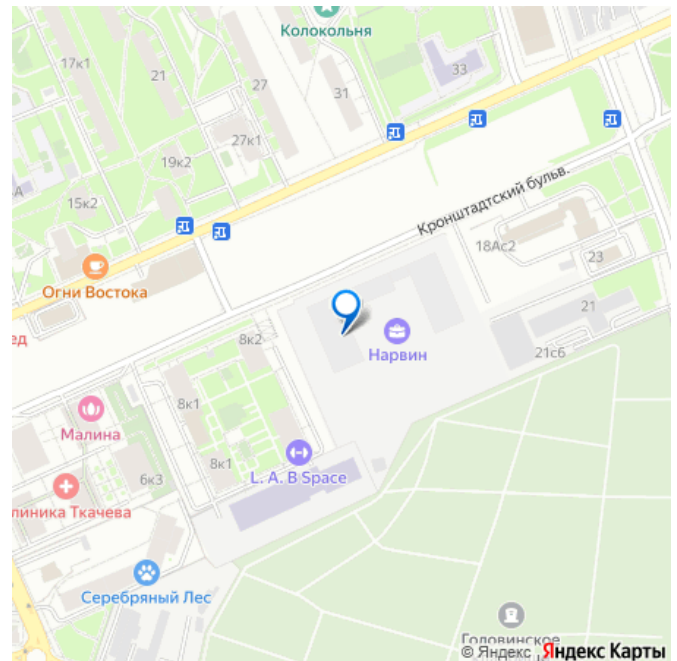 Колокольня
17к1
21
27
31
33
27к1
19к2
15к2
Кронштадтский бульв.
18Ас2
23
Огни Востока
ед
8к2
Нарвин
21
21с6
8к1
Малина
8к1
L. A. B Space
6к3
линика Ткачева
Серебряный Лес
Головинское
© Яндекс Яндекс Карты